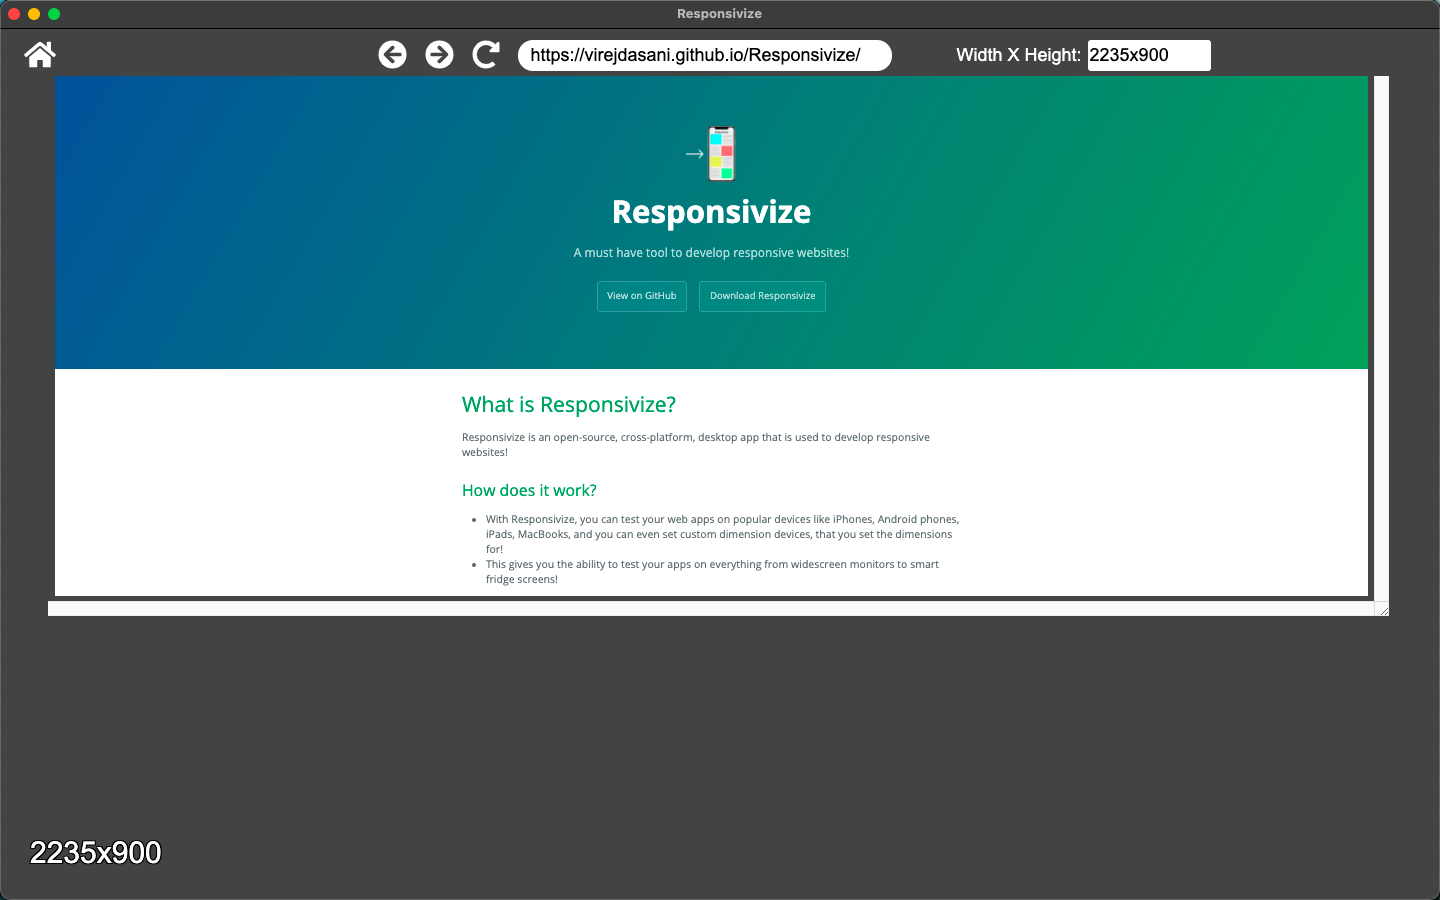 Responsivize
https://virejdasani.github.io/Responsivize/
Width X Height: 2235x900
Responsivize
A must have tool to develop responsive websites!
View on GitHub
Download Responsivize
What is Responsivize?
Responsivize is an open-source, cross-platform, desktop app that is used to develop responsive
websites!
How does it work?
• With Responsivize, you can test your web apps on popular devices like iPhones, Android phones,
iPads, MacBooks, and you can even set custom dimension devices, that you set the dimensions
for!
• This gives you the ability to test your apps on everything from widescreen monitors to smart
fridge screens!
2235x900